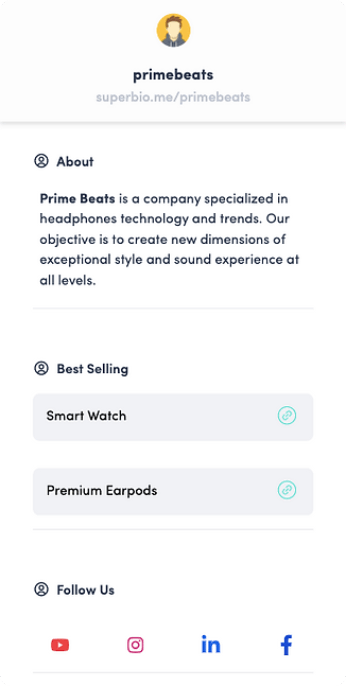 primebeats
superbio.me/primebeats
About
Prime Beats is a company specialized in
headphones technology and trends. Our
objective is to create new dimensions of
exceptional style and sound experience at
all levels.
Best Selling
Smart Watch
Premium Earpods
Follow Us
in
f